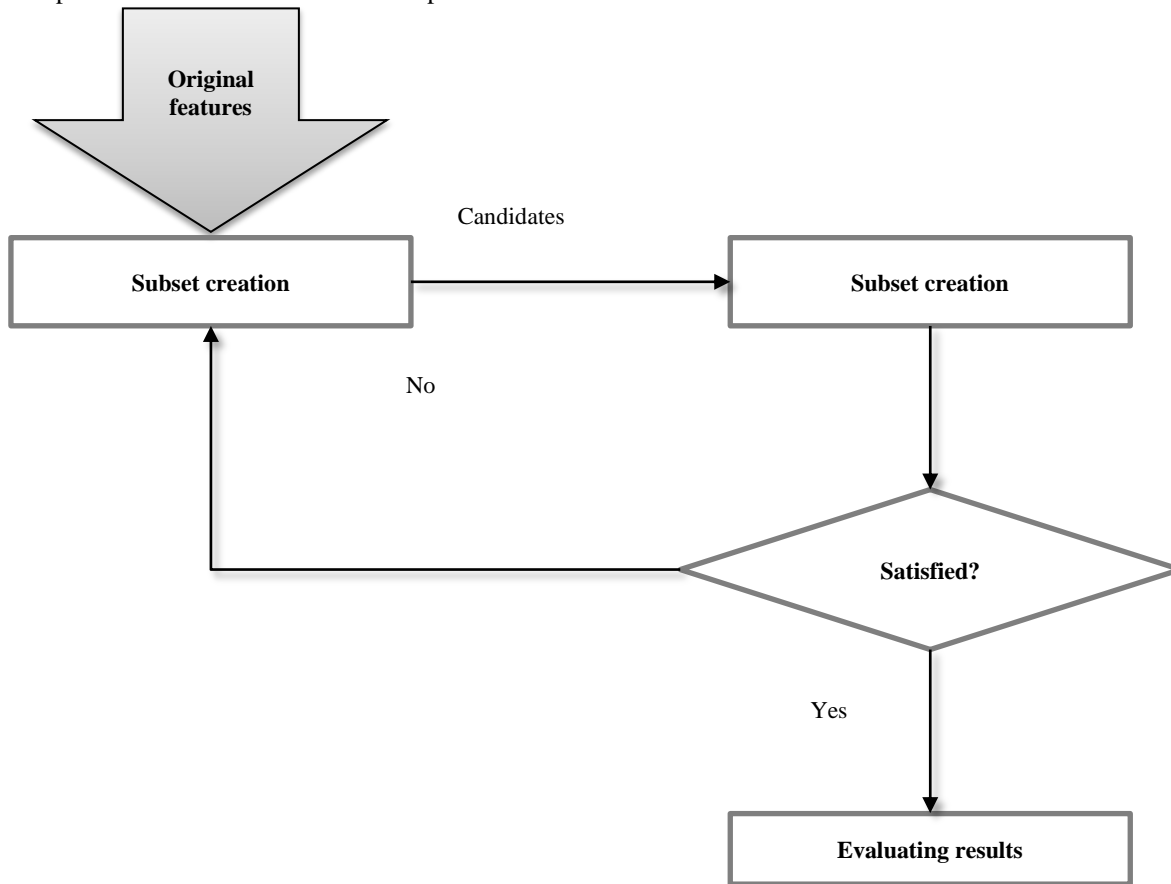 Original
features
Candidates
Subset creation
Subset creation
No
Satisfied?
Yes
Evaluating results